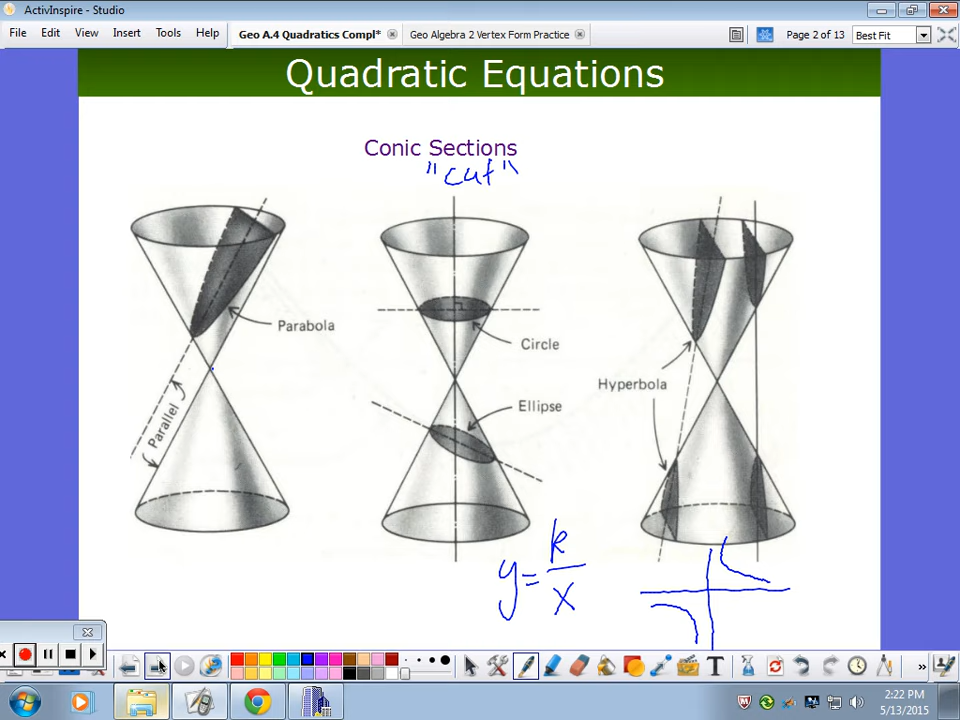 ActivInspire - Studio
File Edit View Insert Tools Help
Geo A.4 Quadratics Compl*
Geo Algebra 2 Vertex Form Practice
Page 2 of 13
Best Fit
Quadratic Equations
Conic Sections
"cut"
Parabola
Parallel
Circle
Ellipse
Hyperbola
y = k/x
T
2:22 PM
5/13/2015